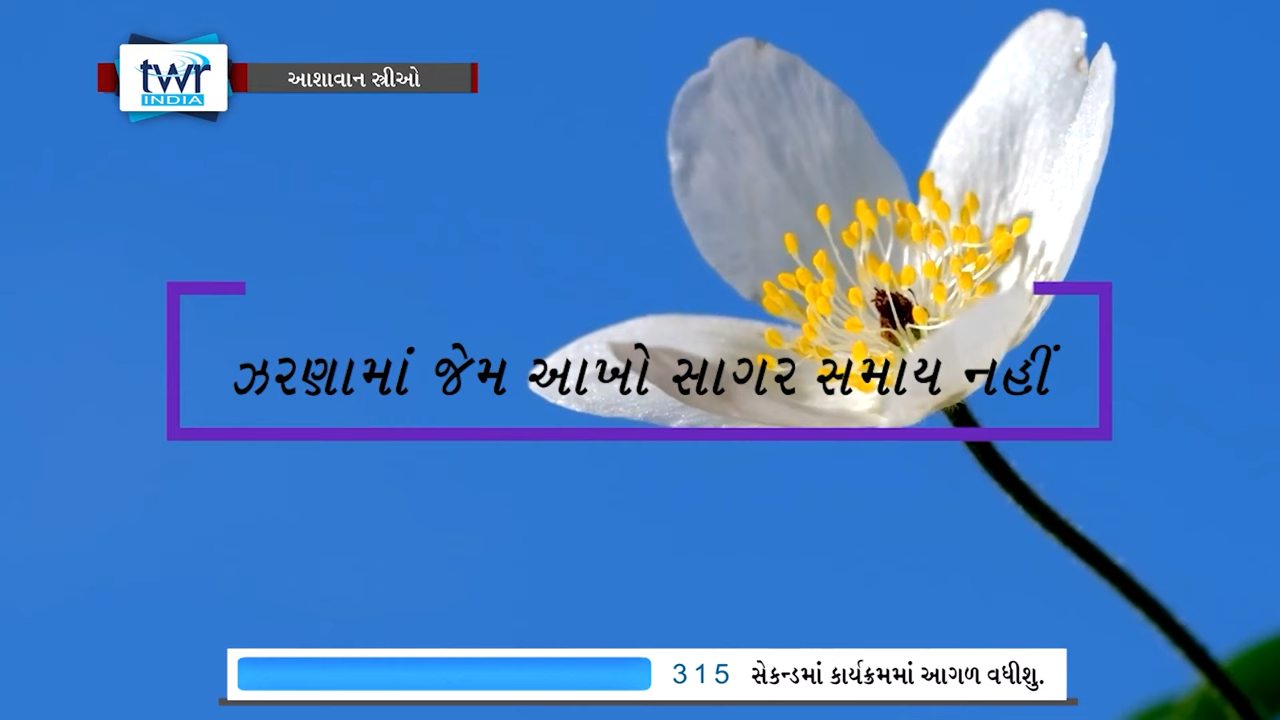 twr
INDIA
આશાવાન સ્ત્રીઓ
ઝરણામાં જેમ આખો સાગર સમાય નહીં
315 સેકન્ડમાં કાર્યક્રમમાં આગળ વધીશુ.